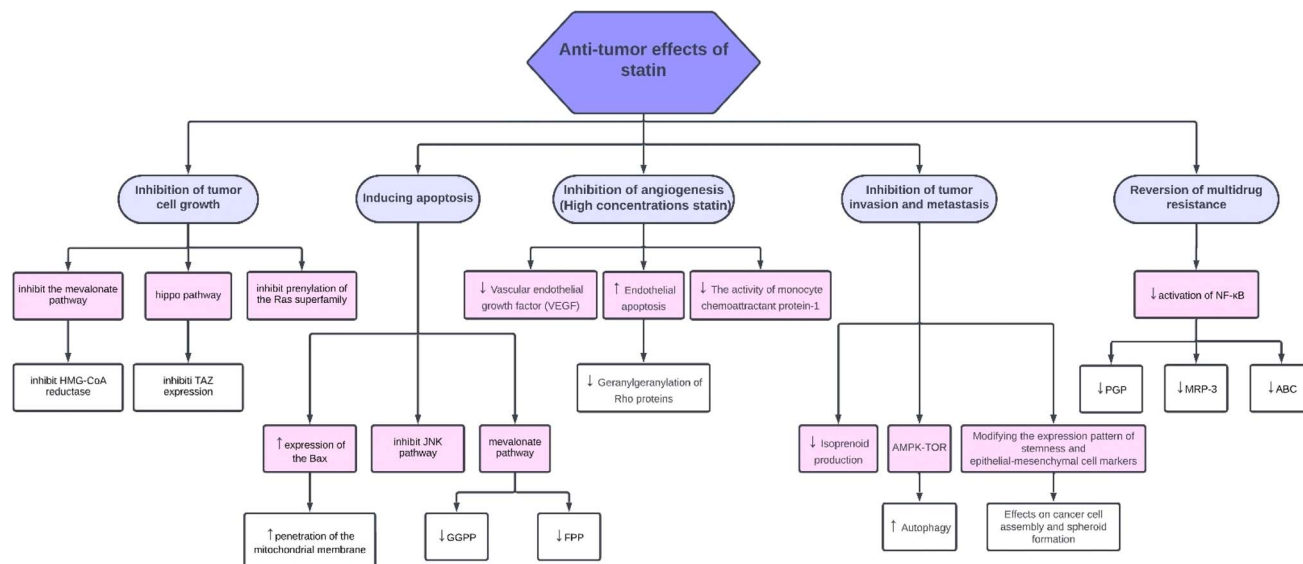 Anti-tumor effects of
statin
Inhibition of tumor
cell growth
Inducing apoptosis
Inhibition of angiogenesis
(High concentrations statin)
Inhibition of tumor
invasion and metastasis
Reversion of multidrug
resistance
inhibit the mevalonate
pathway
hippo pathway
inhibit prenylation of
the Ras superfamily
↓ Vascular endothelial
growth factor (VEGF)
↑ Endothelial
apoptosis
↓ The activity of monocyte
chemoattractant protein-1
↓ activation of NF-κB
inhibit HMG-CoA
reductase
inhibiti TAZ
expression
↓ Geranylgeranylation of
Rho proteins
↓PGP
↓MRP-3
↓ABC
↑expression of
the Bax
inhibit JNK
pathway
mevalonate
pathway
↓ Isoprenoid
production
AMPK-TOR
Modifying the expression pattern of
stemness and
epithelial-mesenchymal cell markers
↑penetration of the
mitochondrial membrane
↓GGPP
↓FPP
↑ Autophagy
Effects on cancer cell
assembly and spheroid
formation